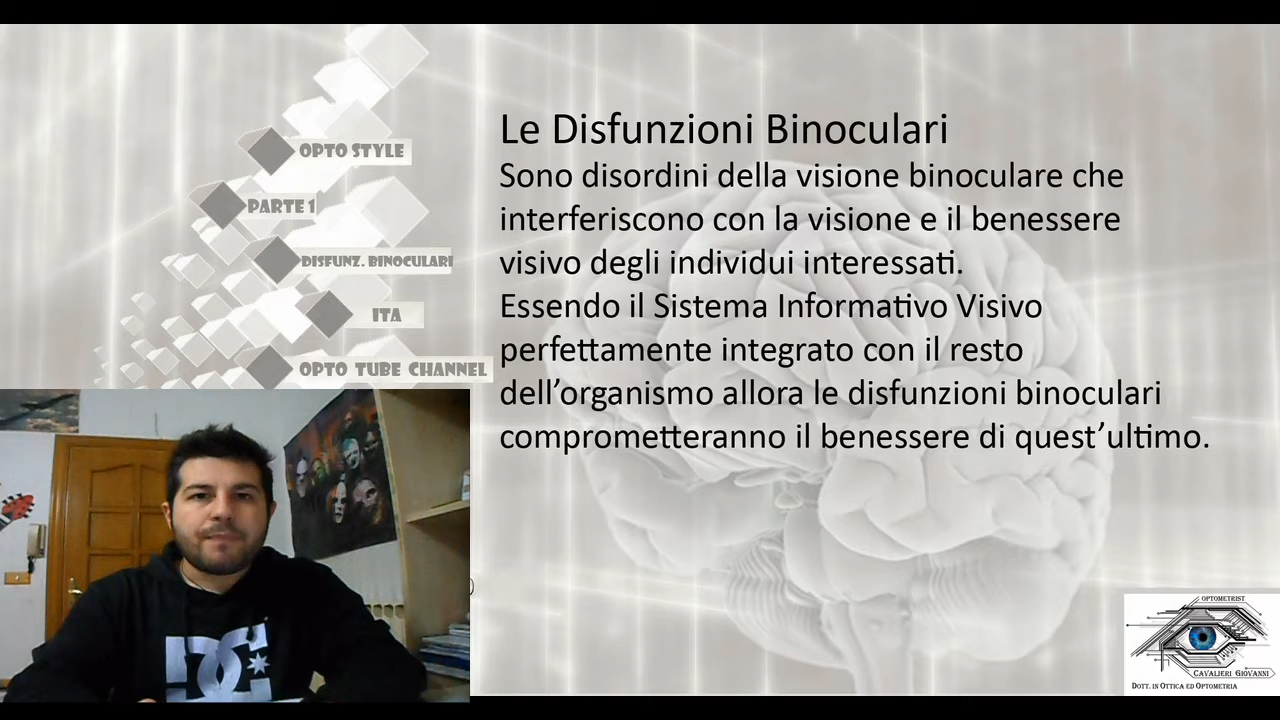 OPTO STYLE
PARTE 1
DISFUNZ. BINOCULARI
ITA
OPTO TUBE CHANNEL
Le Disfunzioni Binoculari
Sono disordini della visione binoculare che
interferiscono con la visione e il benessere
visivo degli individui interessati.
Essendo il Sistema Informativo Visivo
perfettamente integrato con il resto
dell’organismo allora le disfunzioni binoculari
comprometteranno il benessere di quest’ultimo.
OPTOMETRIST
CAVALIERI GIOVANNI
DOTT. IN OTTICA ED OPTOMETRIA